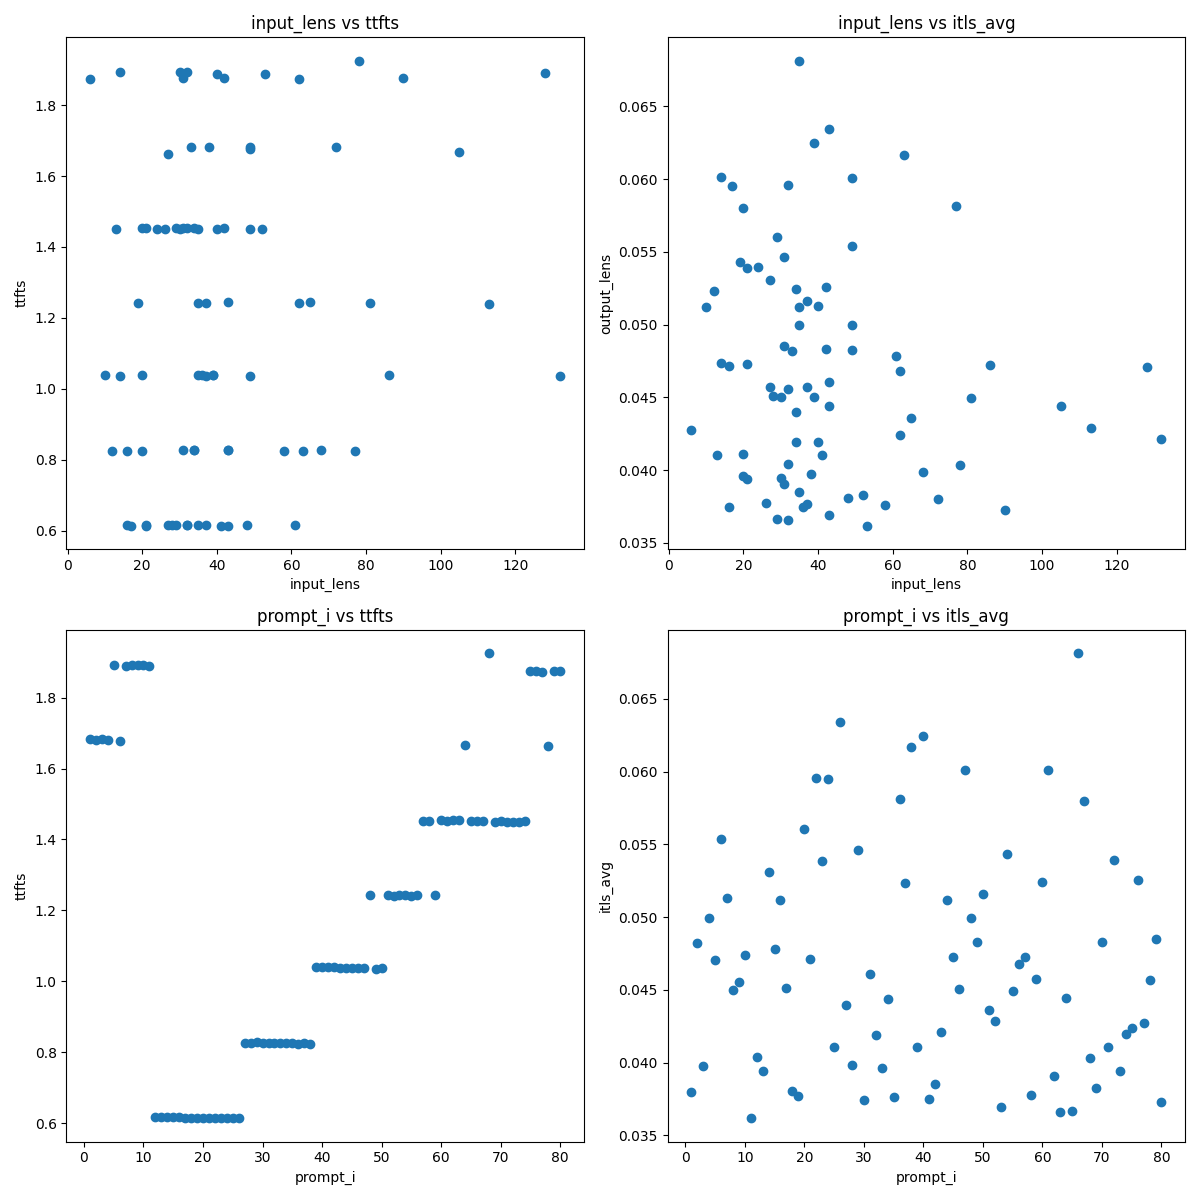 input_lens vs ttfts
ttfts
1.8
1.6
1.4
1.2
1.0
0.8
0.6
0 20 40 60 80 100 120
input_lens
input_lens vs itls_avg
output_lens
0.065
0.060
0.055
0.050
0.045
0.040
0.035
0 20 40 60 80 100 120
input_lens
prompt_i vs ttfts
ttfts
1.8
1.6
1.4
1.2
1.0
0.8
0.6
0 10 20 30 40 50 60 70 80
prompt_i
prompt_i vs itls_avg
itls_avg
0.065
0.060
0.055
0.050
0.045
0.040
0.035
0 10 20 30 40 50 60 70 80
prompt_i